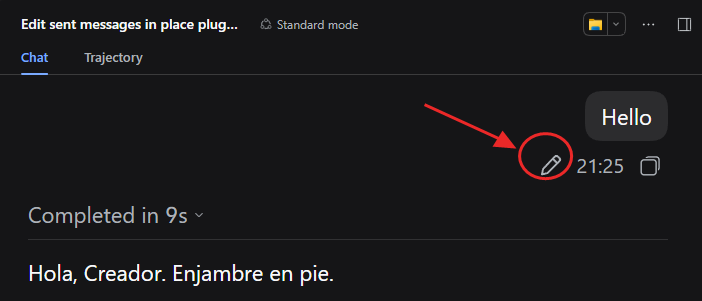 Edit sent messages in place plug...
Standard mode
Chat
Trajectory
Hello
21:25
Completed in 9s
Hola, Creador. Enjambre en pie.